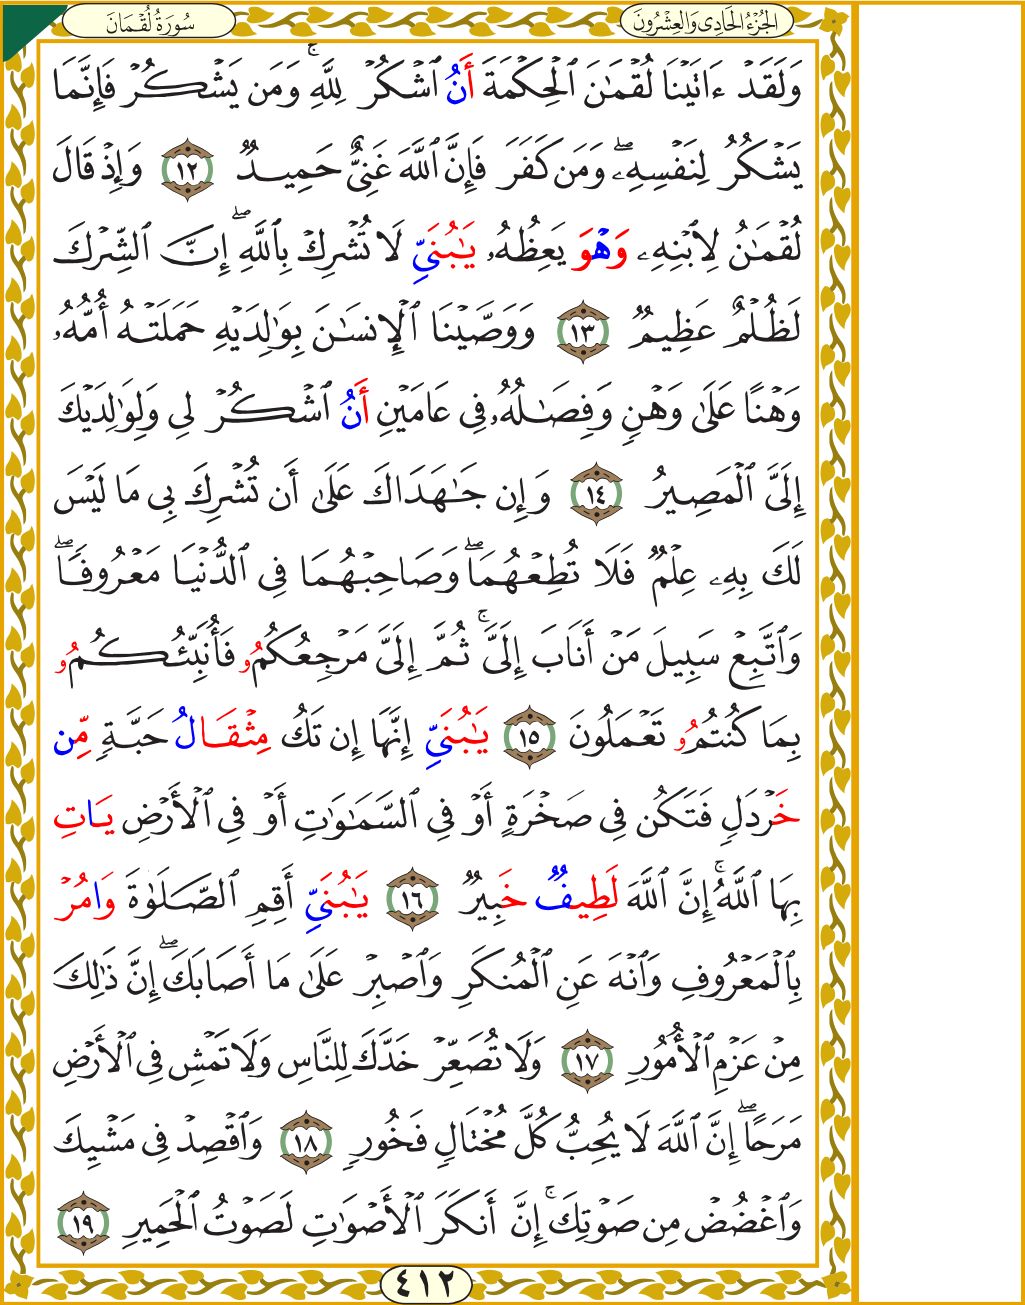 سُورَةُ لُقْمَانَ
الجُزْءُ الحَادِي وَالعِشْرُونَ
وَلَقَدۡ ءَاتَيۡنَا لُقۡمَٰنَ ٱلۡحِكۡمَةَ أَنُ ٱشۡكُرۡ لِلَّهِۚ وَمَن يَشۡكُرۡ فَإِنَّمَا
يَشۡكُرُ لِنَفۡسِهِۦۖ وَمَن كَفَرَ فَإِنَّ ٱللَّهَ غَنِيٌّ حَمِيدٞ ١٢ وَإِذۡ قَالَ
لُقۡمَٰنُ لِٱبۡنِهِۦ وَهۡوَ يَعِظُهُۥ يَٰبُنَيِّ لَا تُشۡرِكۡ بِٱللَّهِۖ إِنَّ ٱلشِّرۡكَ
لَظُلۡمٌ عَظِيمٞ ١٣ وَوَصَّيۡنَا ٱلۡإِنسَٰنَ بِوَٰلِدَيۡهِ حَمَلَتۡهُ أُمُّهُۥ
وَهۡنًا عَلَىٰ وَهۡنٖ وَفِصَٰلُهُۥ فِي عَامَيۡنِ أَنُ ٱشۡكُرۡ لِي وَلِوَٰلِدَيۡكَ
إِلَيَّ ٱلۡمَصِيرُ ١٤ وَإِن جَٰهَدَاكَ عَلَىٰ أَن تُشۡرِكَ بِي مَا لَيۡسَ
لَكَ بِهِۦ عِلۡمٞ فَلَا تُطِعۡهُمَاۖ وَصَاحِبۡهُمَا فِي ٱلدُّنۡيَا مَعۡرُوفٗاۖ
وَٱتَّبِعۡ سَبِيلَ مَنۡ أَنَابَ إِلَيَّۚ ثُمَّ إِلَيَّ مَرۡجِعُكُمُۥ فَأُنَبِّئُكُمُۥ
بِمَا كُنتُمُۥ تَعۡمَلُونَ ١٥ يَٰبُنَيِّ إِنَّهَا إِن تَكُ مِثۡقَالُ حَبَّةٖ مِّن
خَرۡدَلٖ فَتَكُن فِي صَخۡرَةٍ أَوۡ فِي ٱلسَّمَٰوَٰتِ أَوۡ فِي ٱلۡأَرۡضِ يَاتِ
بِهَا ٱللَّهُۚ إِنَّ ٱللَّهَ لَطِيفٌ خَبِيرٞ ١٦ يَٰبُنَيِّ أَقِمِ ٱلصَّلَوٰةَ وَامُرۡ
بِٱلۡمَعۡرُوفِ وَٱنۡهَ عَنِ ٱلۡمُنكَرِ وَٱصۡبِرۡ عَلَىٰ مَا أَصَابَكَۖ إِنَّ ذَٰلِكَ
مِنۡ عَزۡمِ ٱلۡأُمُورِ ١٧ وَلَا تُصَعِّرۡ خَدَّكَ لِلنَّاسِ وَلَا تَمۡشِ فِي ٱلۡأَرۡضِ
مَرَحًاۖ إِنَّ ٱللَّهَ لَا يُحِبُّ كُلَّ مُخۡتَالٖ فَخُورٖ ١٨ وَٱقۡصِدۡ فِي مَشۡيِكَ
وَٱغۡضُضۡ مِن صَوۡتِكَۚ إِنَّ أَنكَرَ ٱلۡأَصۡوَٰتِ لَصَوۡتُ ٱلۡحَمِيرِ ١٩
٤١٢